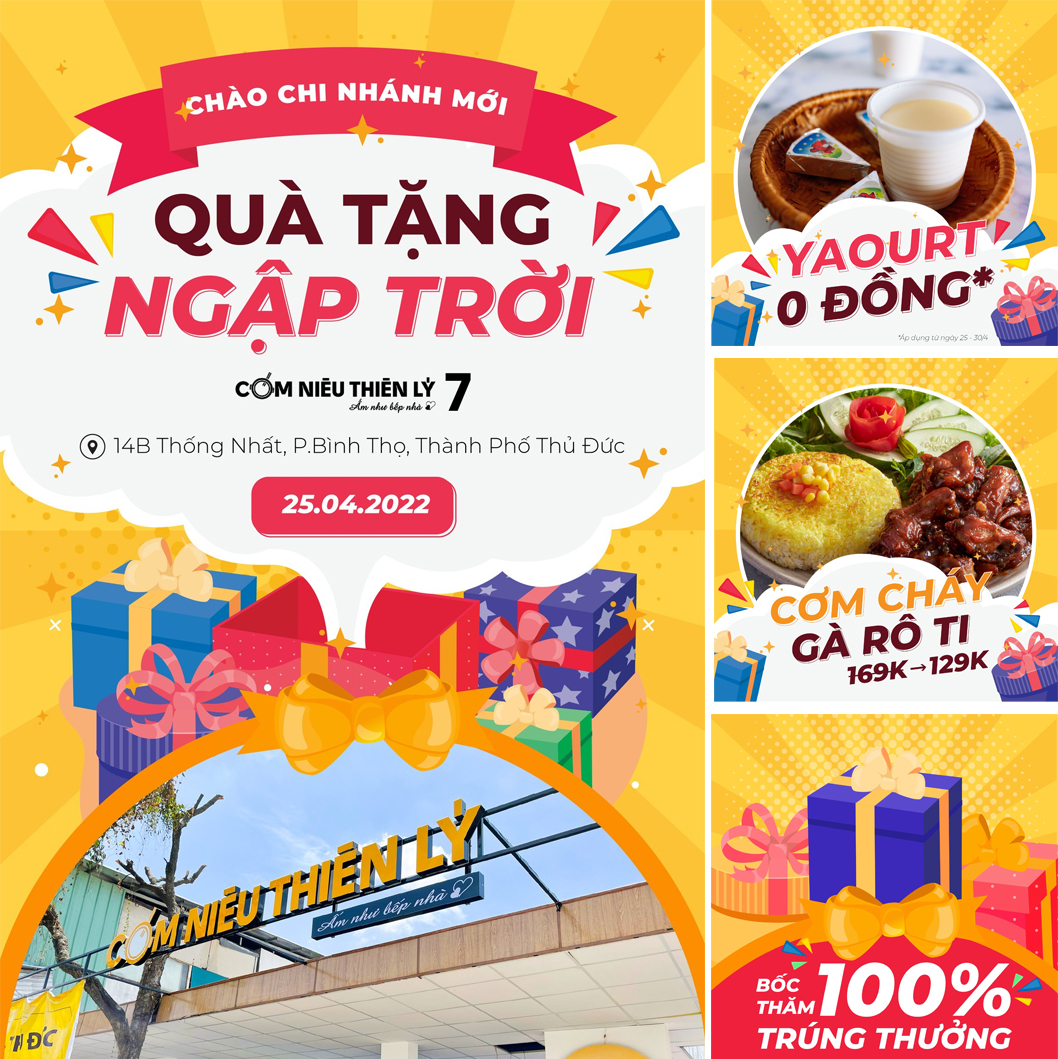 CHÀO CHI NHÁNH MỚI
QUÀ TẶNG
NGẬP TRỜI
CƠM NIÊU THIÊN LÝ 7
Ấm như bếp nhà
14B Thống Nhất, P.Bình Thọ, Thành Phố Thủ Đức
25.04.2022
CƠM NIÊU THIÊN LÝ
Ấm như bếp nhà
YAOURT
0 ĐỒNG*
*Áp dụng từ ngày 25 - 30/4
CƠM CHÁY
GÀ RÔ TI
169K→129K
BỐC
THĂM 100%
TRÚNG THƯỞNG